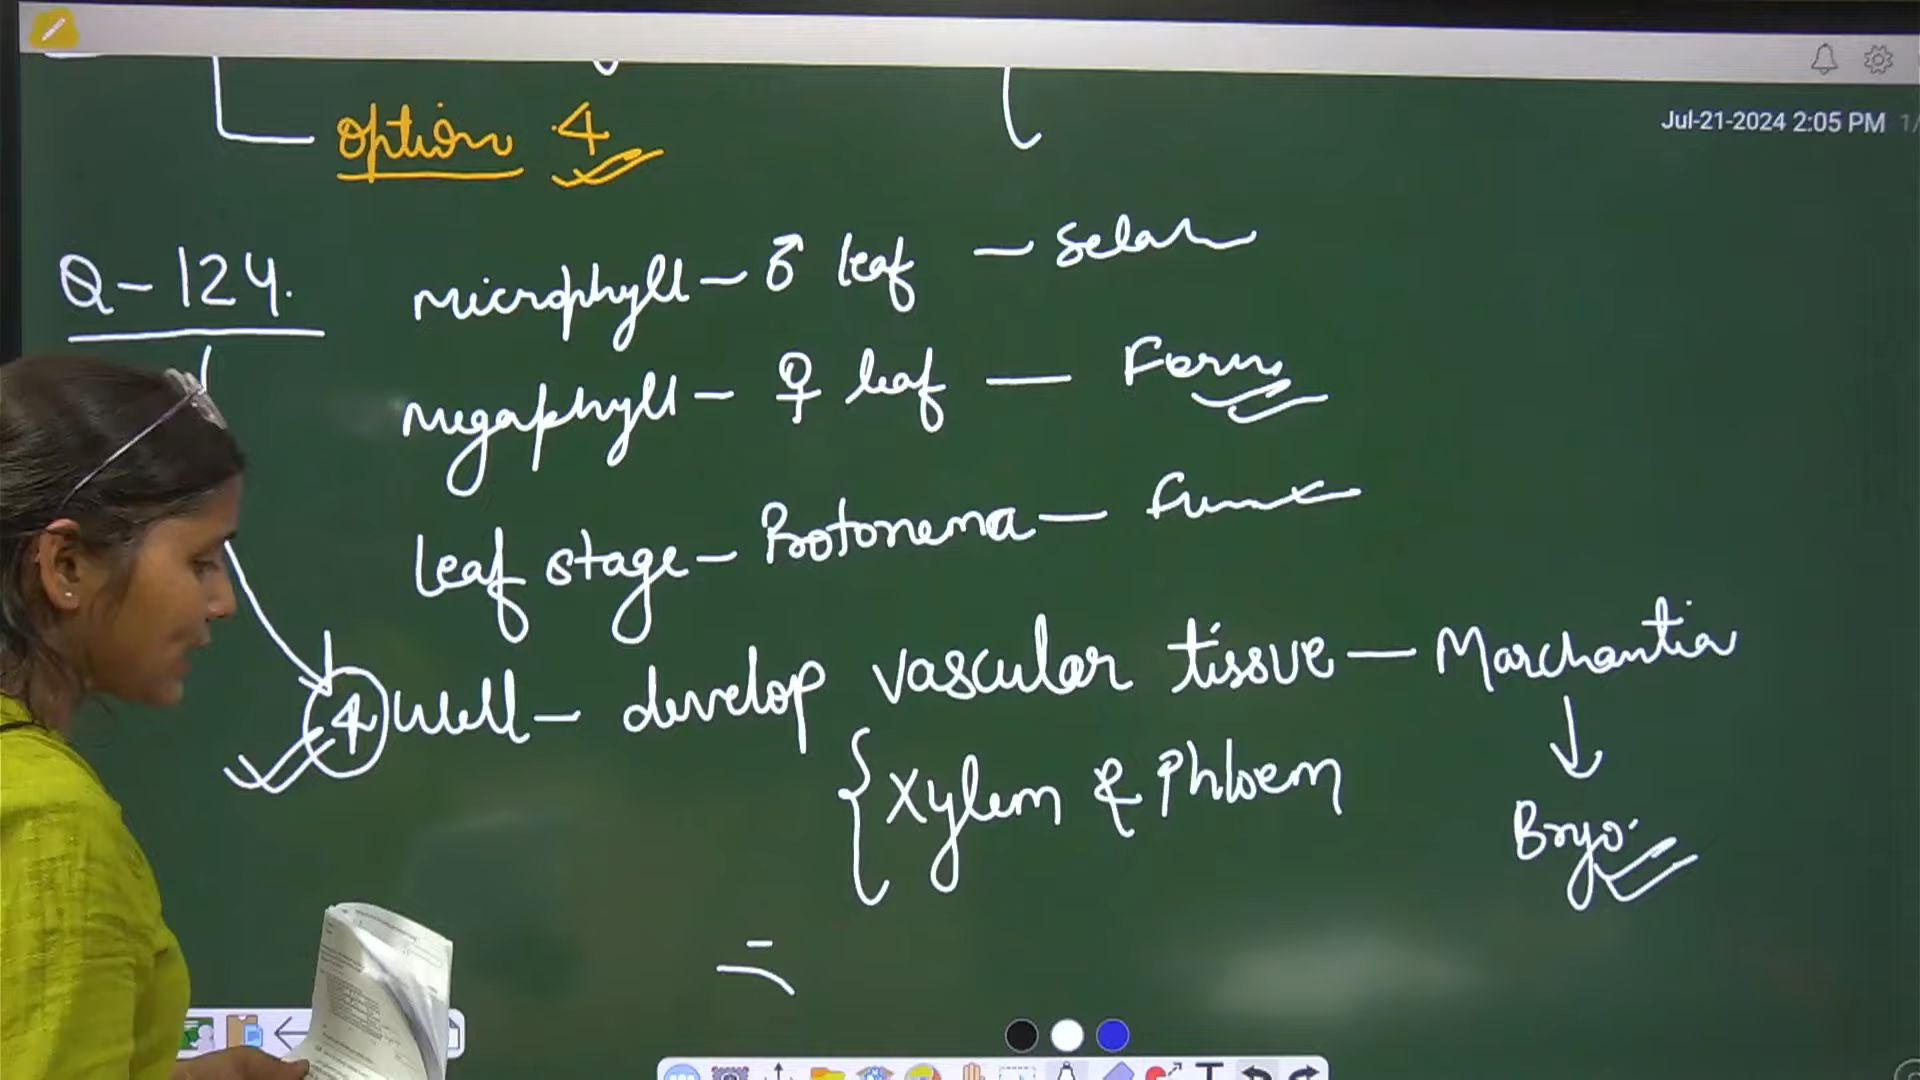 Jul-21-2024 2:05 PM
option 4
Q-124.
microphyll - ♂ leaf - Selan
megaphyll - ♀ leaf - Fern
leaf stage - Protonema - Fun
4 Well - develop vascular tissue - Marchantia
{ Xylem & Phloem
Bryo.